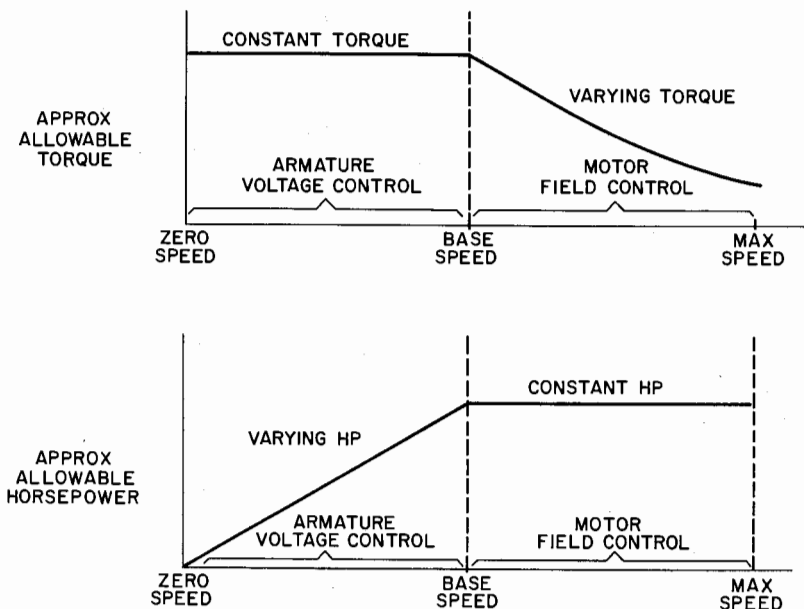 CONSTANT TORQUE
VARYING TORQUE
APPROX
ALLOWABLE
TORQUE
ARMATURE
VOLTAGE CONTROL
MOTOR
FIELD CONTROL
ZERO
SPEED
BASE
SPEED
MAX
SPEED
CONSTANT HP
VARYING HP
APPROX
ALLOWABLE
HORSEPOWER
ARMATURE
VOLTAGE CONTROL
MOTOR
FIELD CONTROL
ZERO
SPEED
BASE
SPEED
MAX
SPEED